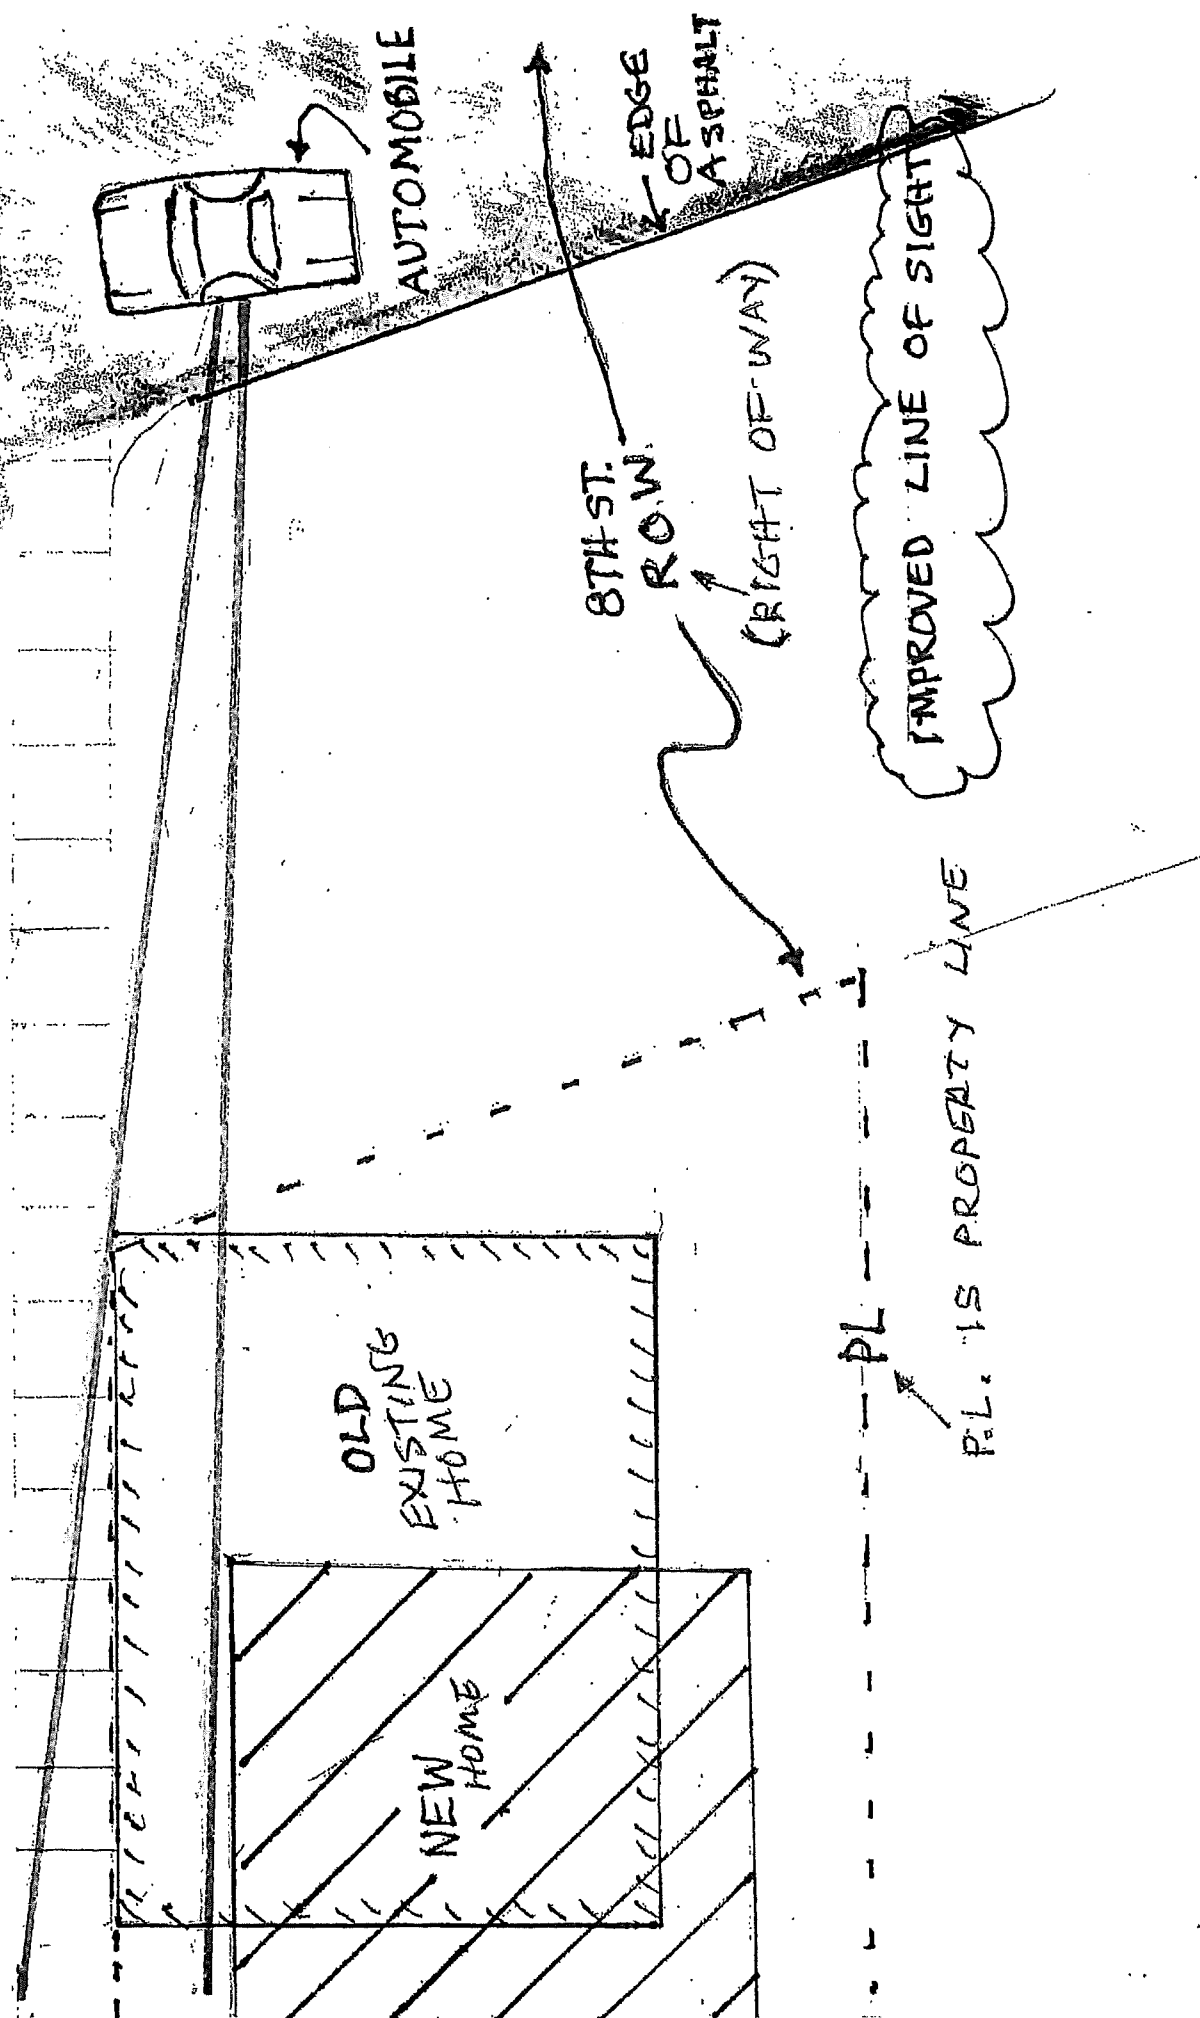 AUTOMOBILE
EDGE
OF
ASPHALT
8TH ST.
R.O.W.
(RIGHT OF WAY)
IMPROVED LINE OF SIGHT
OLD
EXISTING
HOME
NEW
HOME
PL
P.L. IS PROPERTY LINE